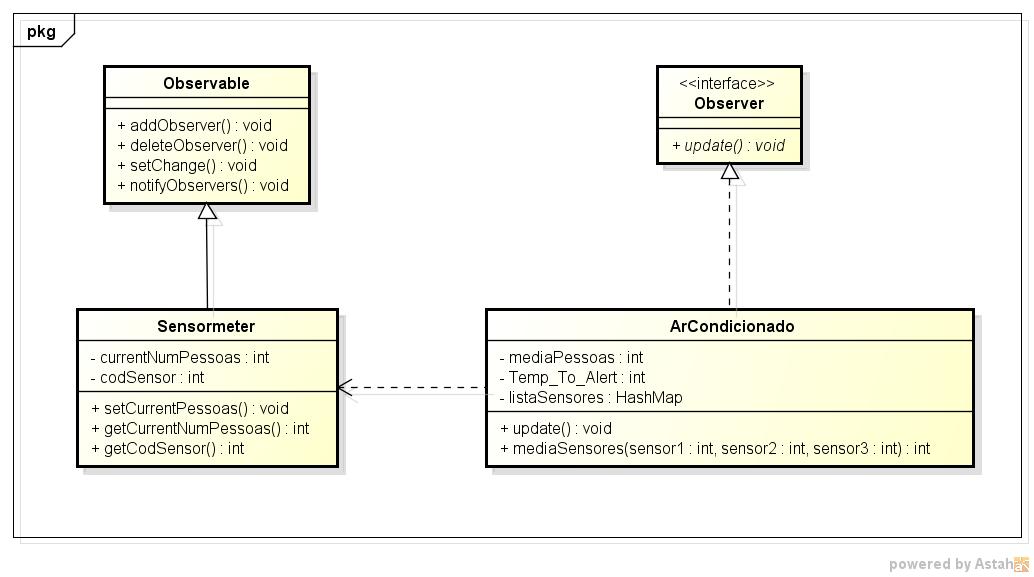 pkg
Observable
+ addObserver() : void
+ deleteObserver() : void
+ setChange() : void
+ notifyObservers() : void
<<interface>>
Observer
+ update() : void
Sensormeter
- currentNumPessoas : int
- codSensor : int
+ setCurrentPessoas() : void
+ getCurrentNumPessoas() : int
+ getCodSensor() : int
ArCondicionado
- mediaPessoas : int
- Temp_To_Alert : int
- listaSensores : HashMap
+ update() : void
+ mediaSensores(sensor1 : int, sensor2 : int, sensor3 : int) : int
powered by Astah